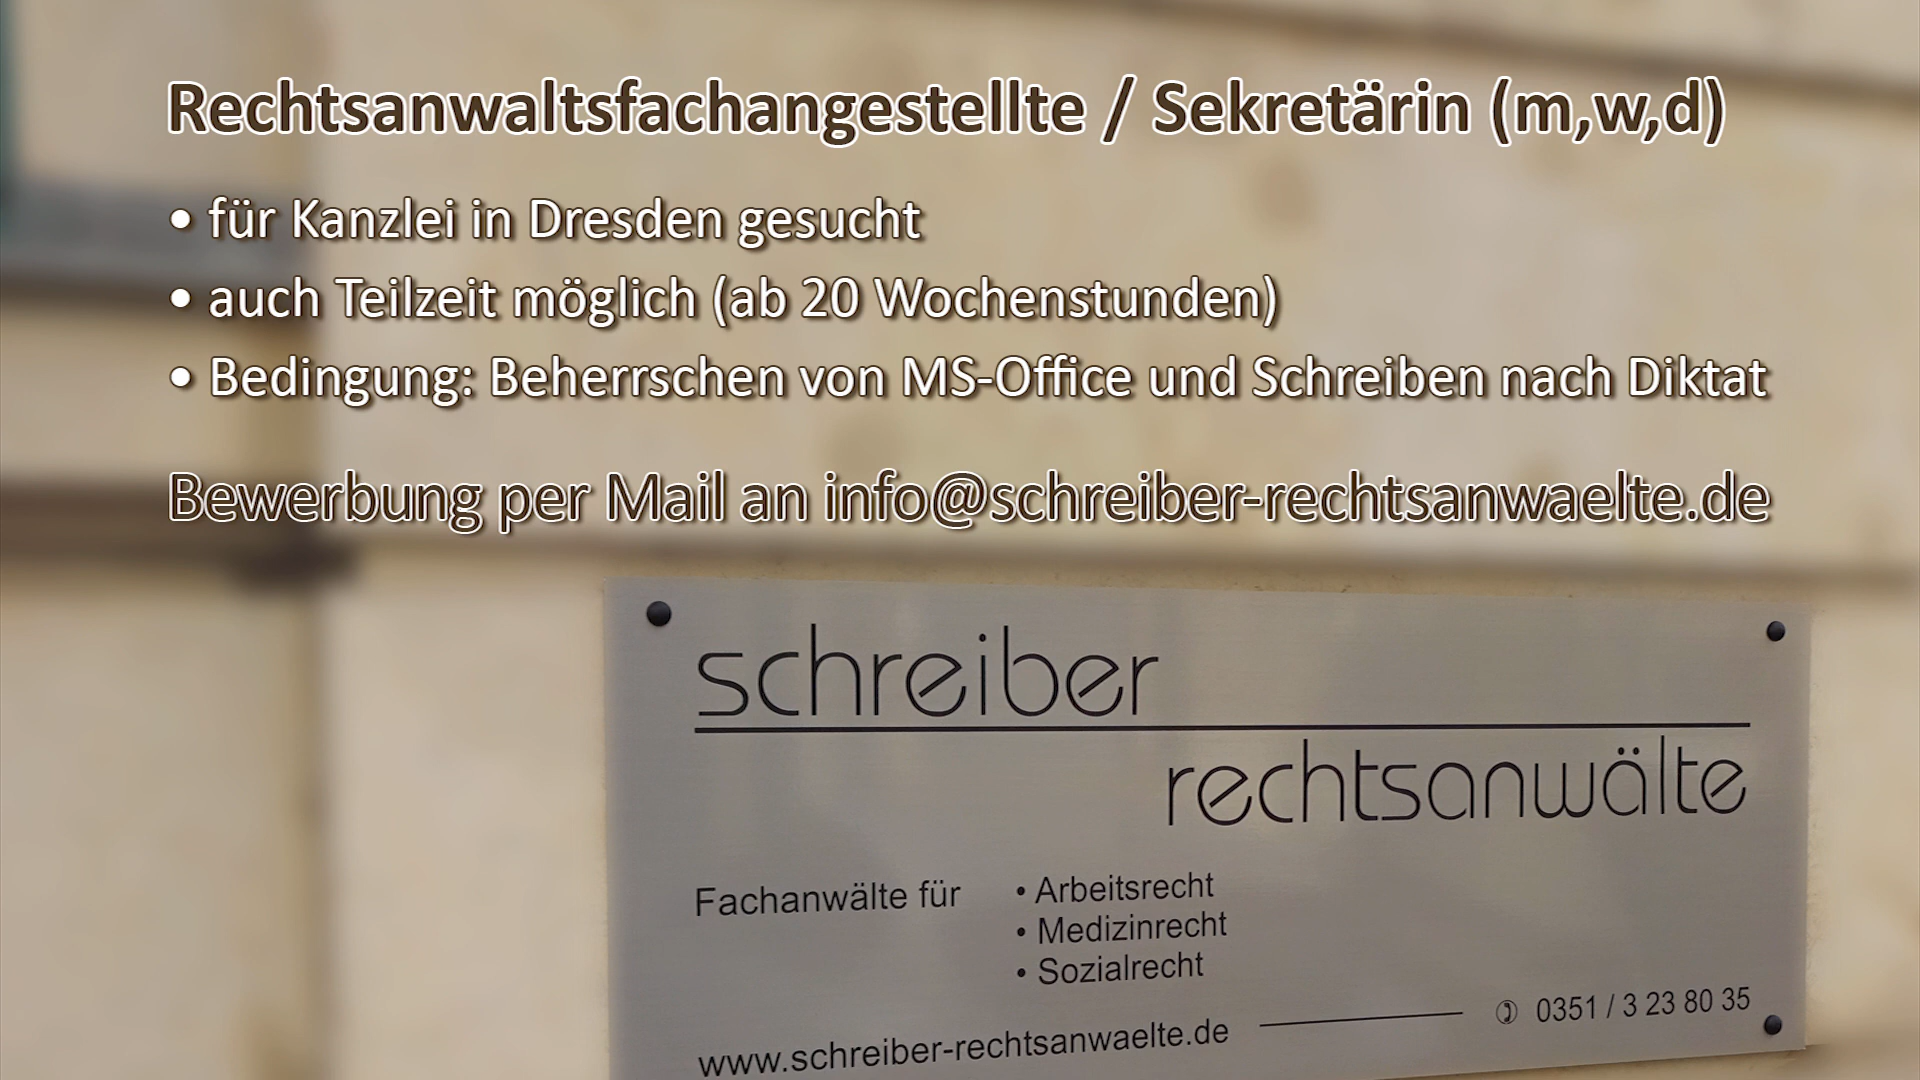 Rechtsanwaltsfachangestellte / Sekretärin (m,w,d)
• für Kanzlei in Dresden gesucht
• auch Teilzeit möglich (ab 20 Wochenstunden)
• Bedingung: Beherrschen von MS-Office und Schreiben nach Diktat
Bewerbung per Mail an info@schreiber-rechtsanwaelte.de
schreiber
rechtsanwälte
Fachanwälte für • Arbeitsrecht
• Medizinrecht
• Sozialrecht
www.schreiber-rechtsanwaelte.de ✆ 0351 / 3 23 80 35